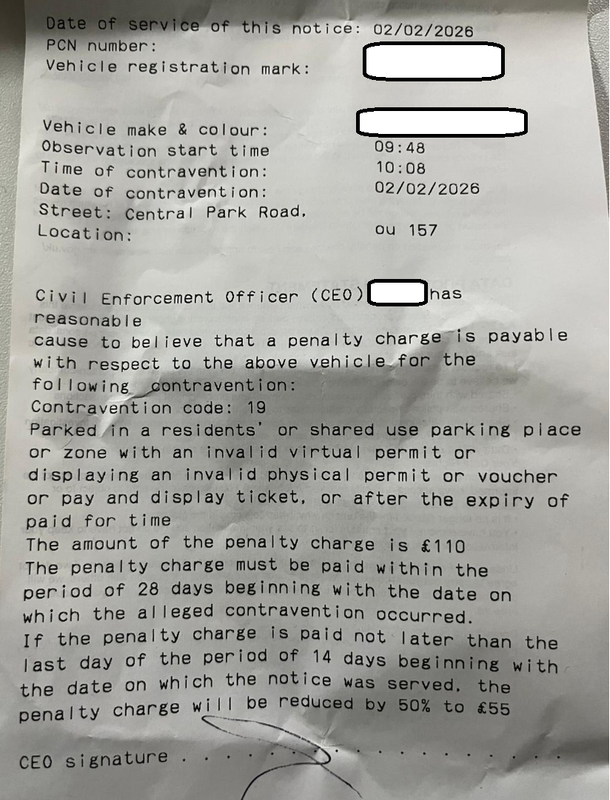 Date of service of this notice: 02/02/2026
PCN number:
Vehicle registration mark:
Vehicle make & colour:
Observation start time 09:48
Time of contravention: 10:08
Date of contravention: 02/02/2026
Street: Central Park Road.
Location: ou 157
Civil Enforcement Officer (CEO) has
reasonable
cause to believe that a penalty charge is payable
with respect to the above vehicle for the
following contravention:
Contravention code: 19
Parked in a residents' or shared use parking place
or zone with an invalid virtual permit or
displaying an invalid physical permit or voucher
or pay and display ticket, or after the expiry of
paid for time
The amount of the penalty charge is £110
The penalty charge must be paid within the
period of 28 days beginning with the date on
which the alleged contravention occurred.
If the penalty charge is paid not later than the
last day of the period of 14 days beginning with
the date on which the notice was served, the
penalty charge will be reduced by 50% to £55
CEO signature . . . . . . . . . . . . . . . . .